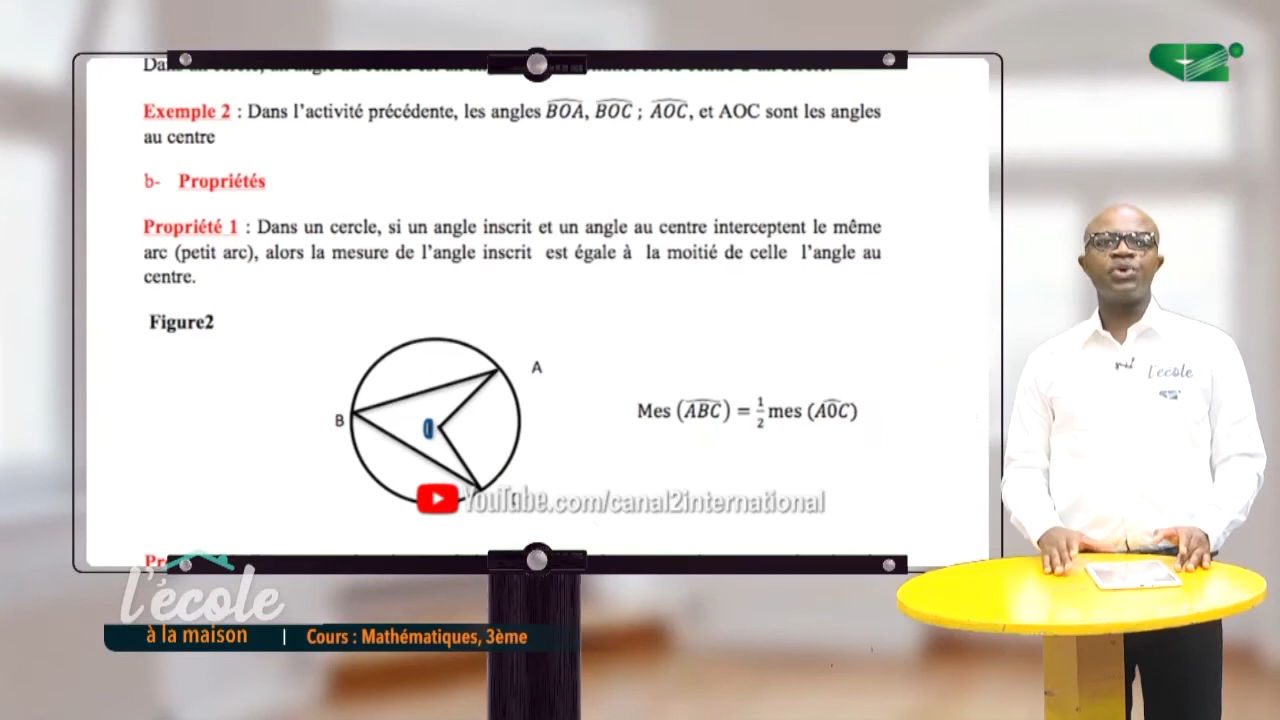 Exemple 2 : Dans l'activité précédente, les angles BOA, BOC ; AOC, et AOC sont les angles
au centre
b- Propriétés
Propriété 1 : Dans un cercle, si un angle inscrit et un angle au centre interceptent le même
arc (petit arc), alors la mesure de l'angle inscrit est égale à la moitié de celle l'angle au
centre.
Figure2
A
B
O
Mes (ABC) = 1/2 mes (AOC)
YouTube.com/canal2international
l'école
l'école
à la maison | Cours : Mathématiques, 3ème